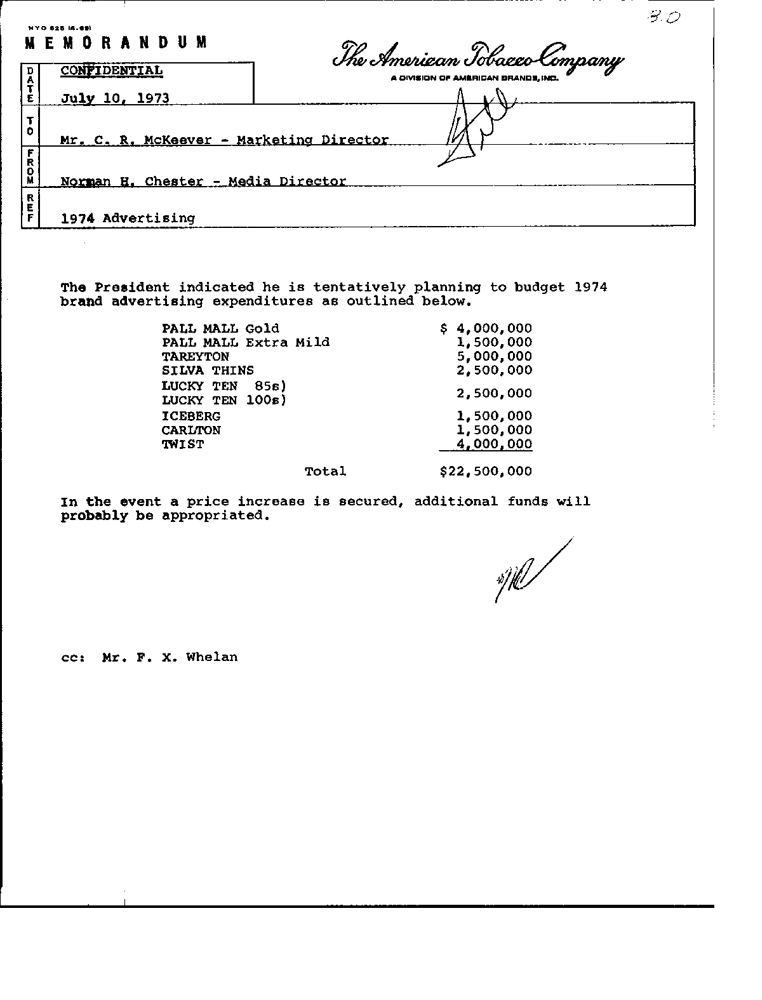 3.0
NYO 525 (4-69)
MEMORANDUM
The American Tobacco Company
A DIVISION OF AMERICAN BRANDS, INC.
DATE
CONFIDENTIAL
July 10, 1973
TO
Mr. C. R. McKeever - Marketing Director
FROM
Norman H. Chester - Media Director
REF
1974 Advertising
The President indicated he is tentatively planning to budget 1974
brand advertising expenditures as outlined below.
PALL MALL Gold $ 4,000,000
PALL MALL Extra Mild 1,500,000
TAREYTON 5,000,000
SILVA THINS 2,500,000
LUCKY TEN 85s)
LUCKY TEN 100s) 2,500,000
ICEBERG 1,500,000
CARLTON 1,500,000
TWIST 4,000,000
Total $22,500,000
In the event a price increase is secured, additional funds will
probably be appropriated.
cc: Mr. F. X. Whelan